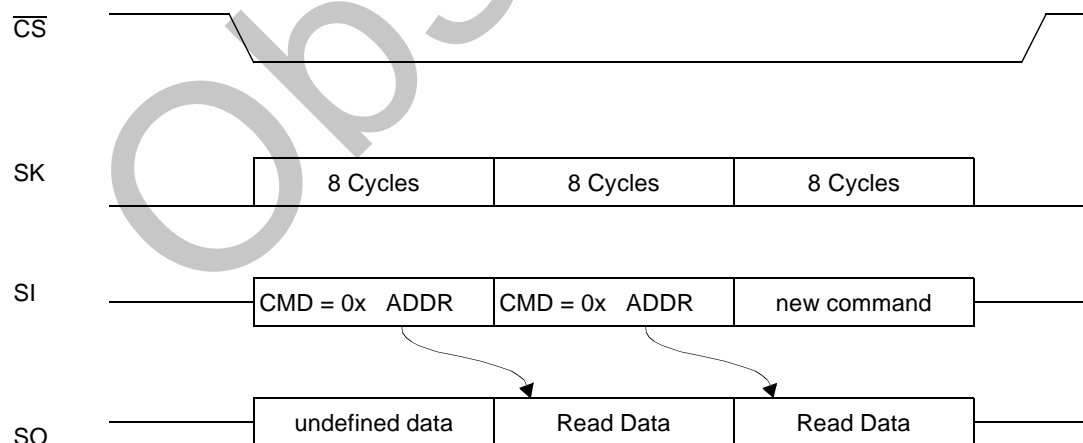 CS
SK
8 Cycles 8 Cycles 8 Cycles
SI
CMD = 0x ADDR CMD = 0x ADDR new command
SO
undefined data Read Data Read Data